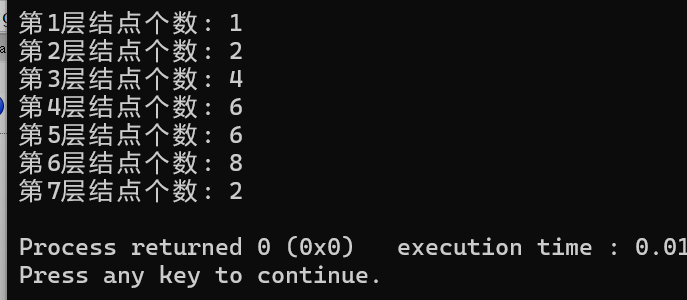 第1层结点个数: 1
第2层结点个数: 2
第3层结点个数: 4
第4层结点个数: 6
第5层结点个数: 6
第6层结点个数: 8
第7层结点个数: 2
Process returned 0 (0x0)   execution time : 0.01
Press any key to continue.